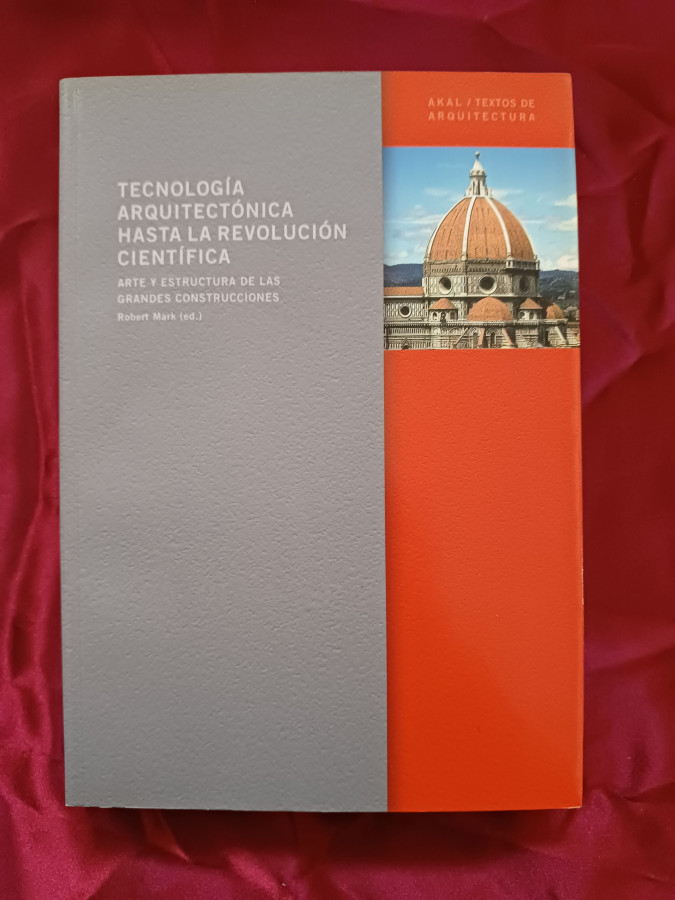 AKAL / TEXTOS DE
ARQUITECTURA
TECNOLOGÍA
ARQUITECTÓNICA
HASTA LA REVOLUCIÓN
CIENTÍFICA
ARTE Y ESTRUCTURA DE LAS
GRANDES CONSTRUCCIONES
Robert Mark (ed.)